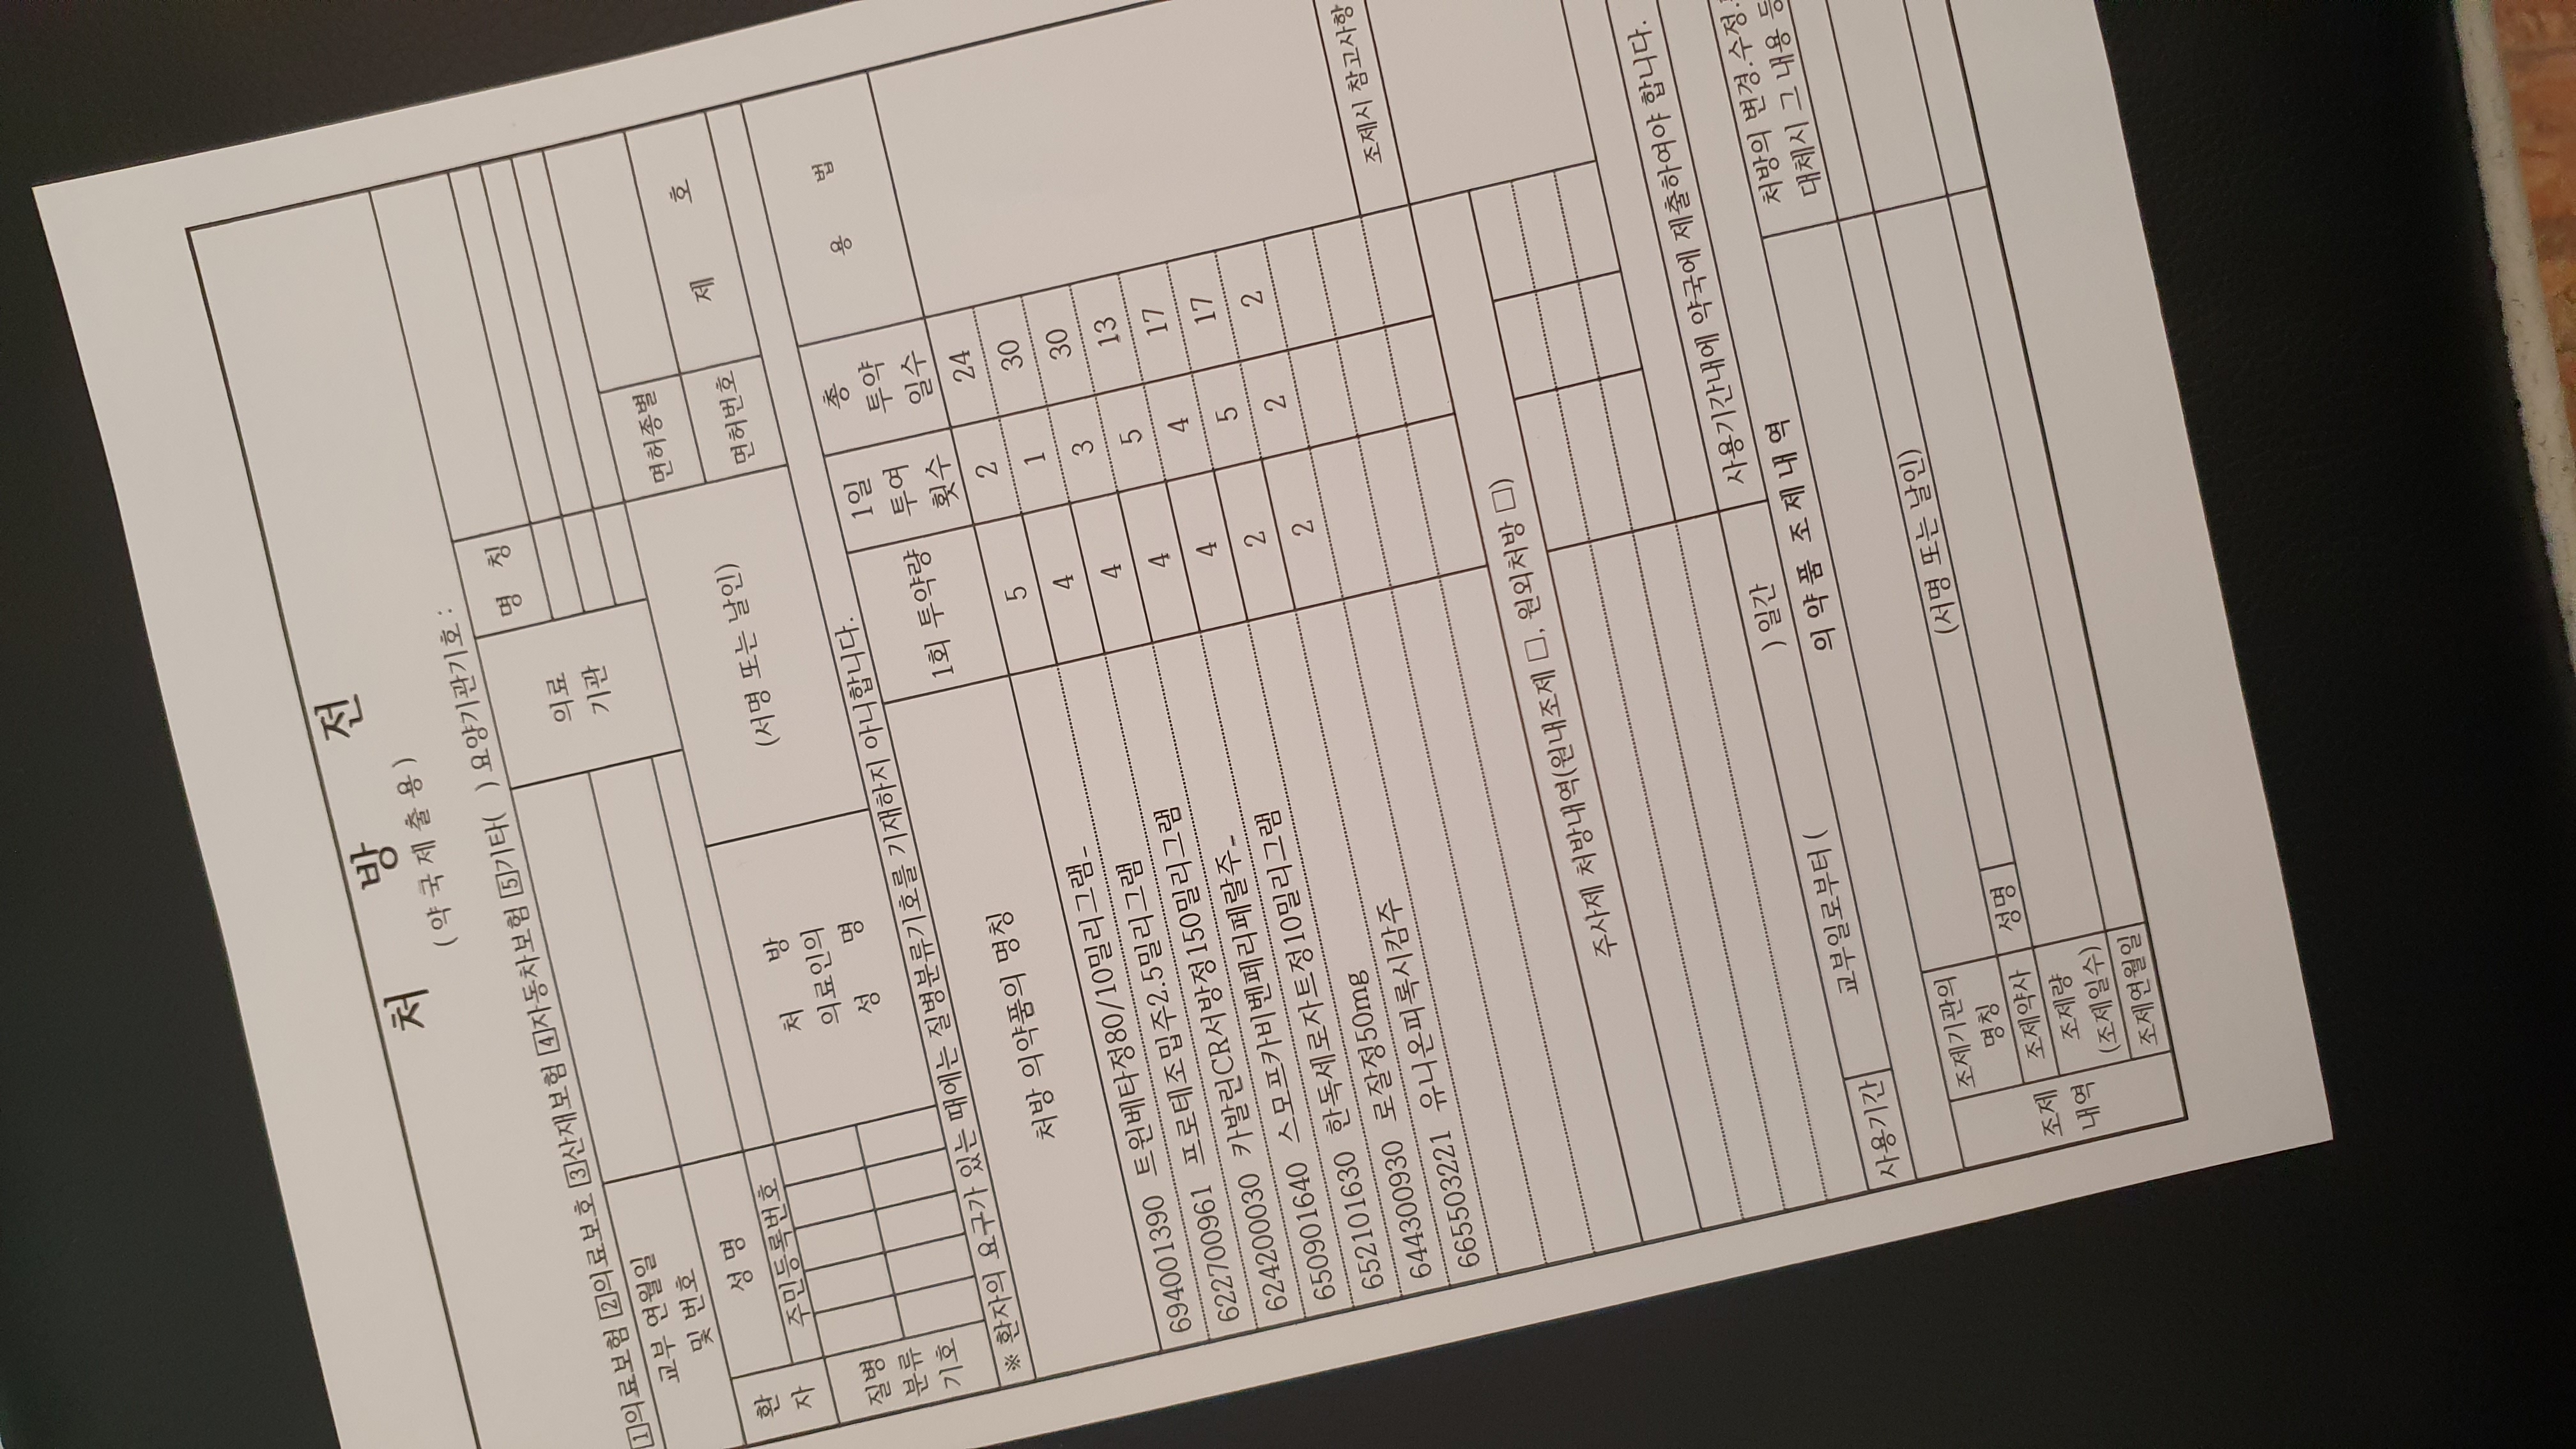 처 방 전
( 약 국 제 출 용 )
1의료보험 2의료보호 3산재보험 4자동차보험 5기타( ) 요양기관기호 :
교부 연월일
및 번호
의료
기관
명 칭
환
자
성 명
주민등록번호
처 방
의료인의
성 명
(서명 또는 날인)
면허종별
면허번호
제 호
질병
분류
기호
※ 환자의 요구가 있는 때에는 질병분류기호를 기재하지 아니합니다.
처방 의약품의 명칭
1회 투약량
1일
투여
횟수
총
투약
일수
용 법
694001390 트윈베타정80/10밀리그램_ 5 2 24
622700961 프로테조밉주2.5밀리그램 4 1 30
624200030 카발린CR서방정150밀리그램 4 3 30
650901640 스모프카비벤페리페랄주_ 4 5 13
652101630 한독세로자트정10밀리그램 4 4 17
644300930 로잘정50mg 2 5 17
665503221 유니온피록시캄주 2 2 2
조제시 참고사항
주사제 처방내역(원내조제 □, 원외처방 □)
사용기간
교부일로부터 ( ) 일간
사용기간내에 약국에 제출하여야 합니다.
의 약 품 조 제 내 역
처방의 변경.수정.
대체시 그 내용 등
조제
내역
조제기관의
명칭
조제약사
성명
(서명 또는 날인)
조제량
(조제일수)
조제연월일